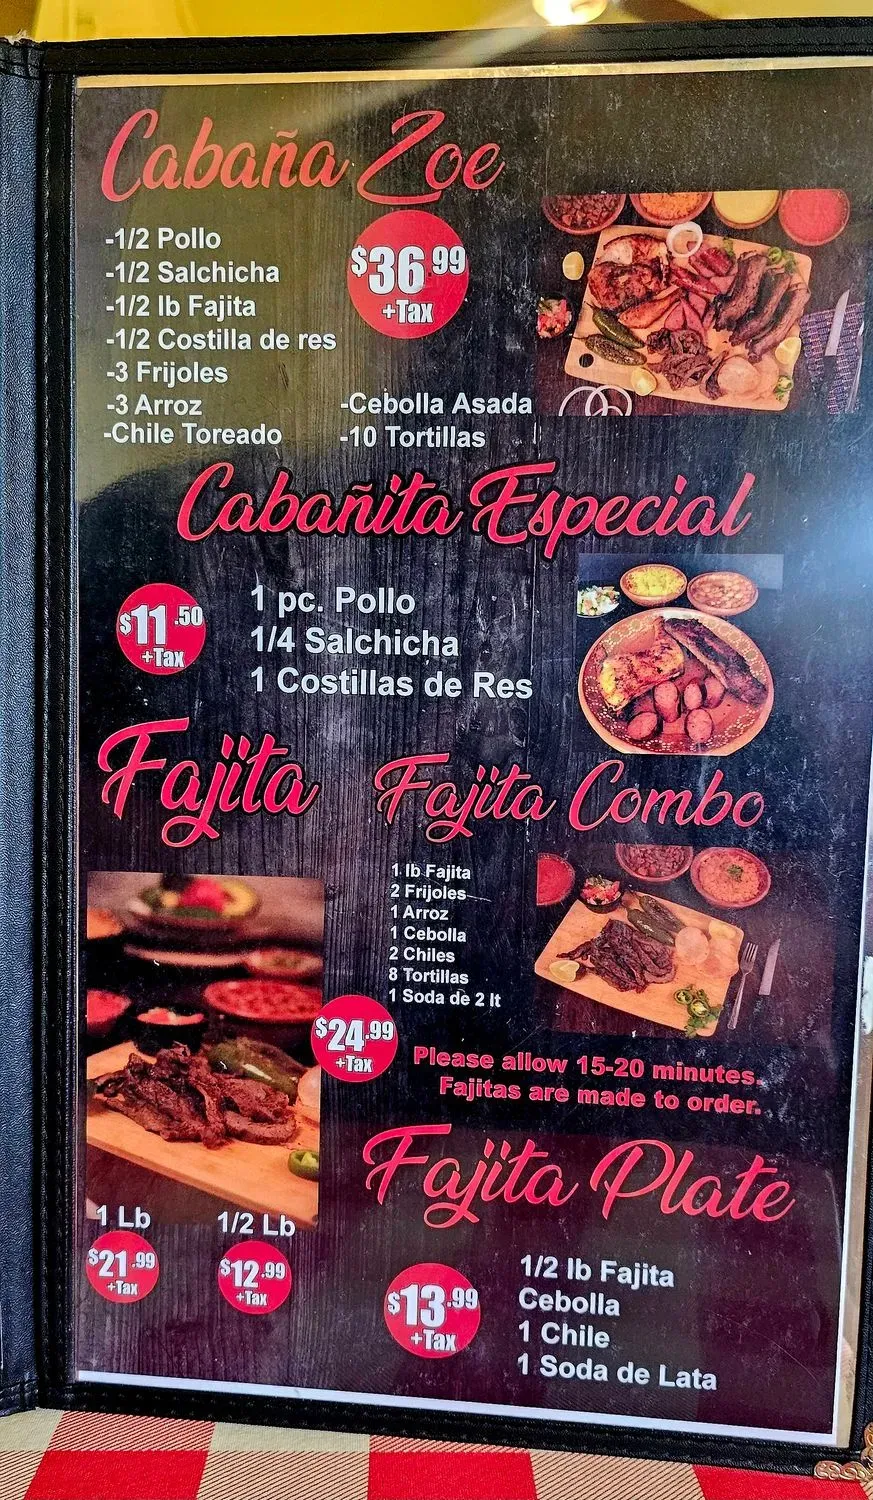 Cabaña Zoe
-1/2 Pollo
-1/2 Salchicha
-1/2 lb Fajita
-1/2 Costilla de res
-3 Frijoles
-3 Arroz
-Chile Toreado
$36.99
+Tax
-Cebolla Asada
-10 Tortillas
Cabañita Especial
$11.50
+Tax
1 pc. Pollo
1/4 Salchicha
1 Costillas de Res
Fajita
1 Lb
$21.99
+Tax
1/2 Lb
$12.99
+Tax
Fajita Combo
1 lb Fajita
2 Frijoles
1 Arroz
1 Cebolla
2 Chiles
8 Tortillas
1 Soda de 2 lt
$24.99
+Tax
Please allow 15-20 minutes.
Fajitas are made to order.
Fajita Plate
$13.99
+Tax
1/2 lb Fajita
Cebolla
1 Chile
1 Soda de Lata